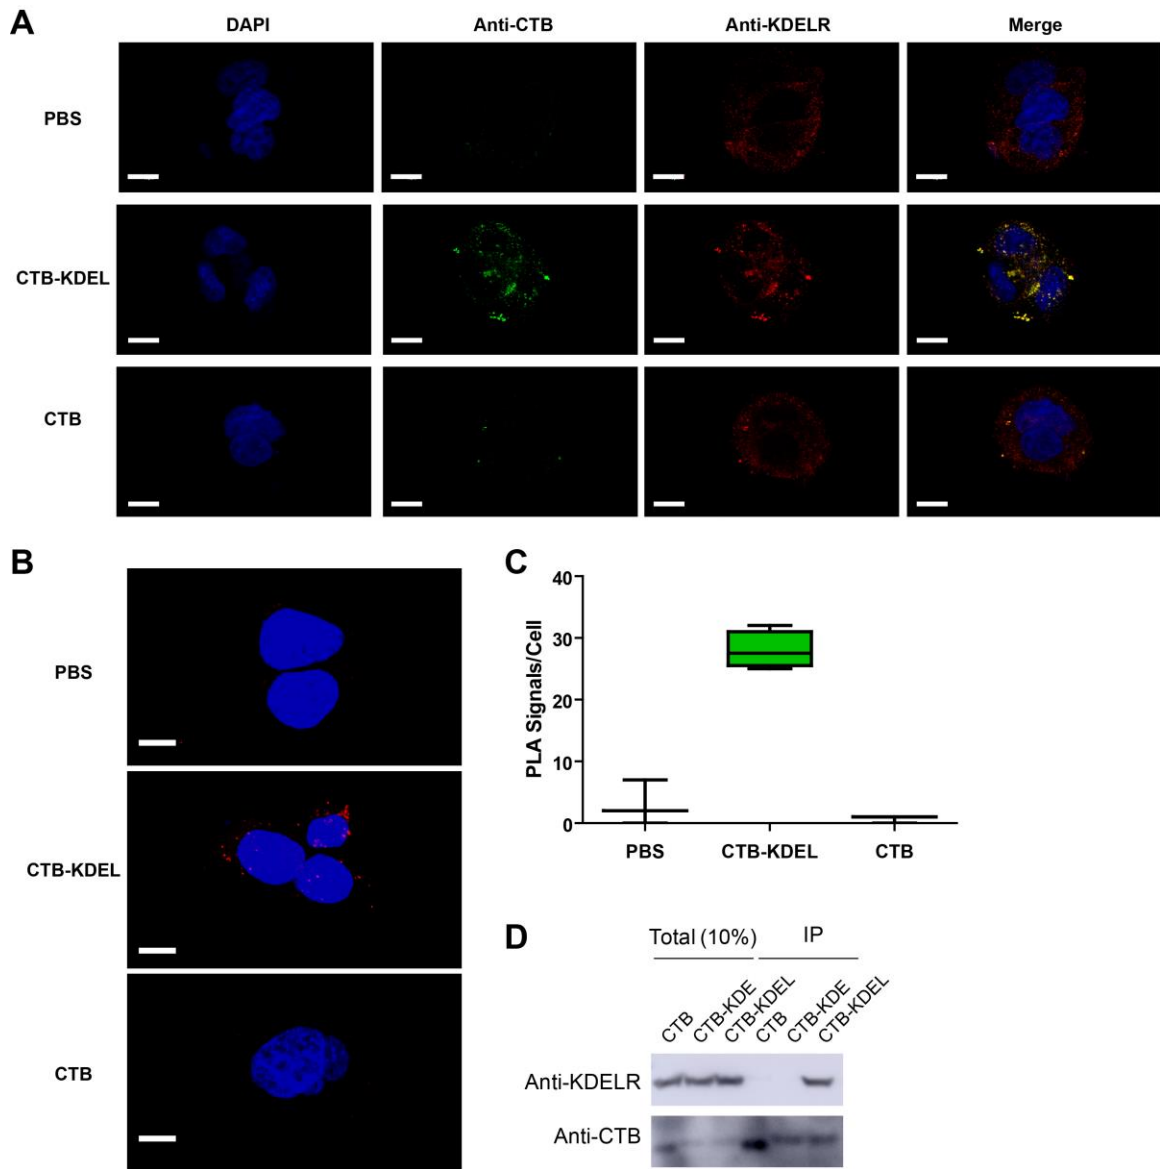 A
DAPI Anti-CTB Anti-KDELR Merge
PBS
CTB-KDEL
CTB
B
PBS
CTB-KDEL
CTB
C
PLA Signals/Cell
40
30
20
10
0
PBS CTB-KDEL CTB
D
Total (10%) IP
CTB CTB-KDE CTB-KDEL CTB CTB-KDE CTB-KDEL
Anti-KDELR
Anti-CTB